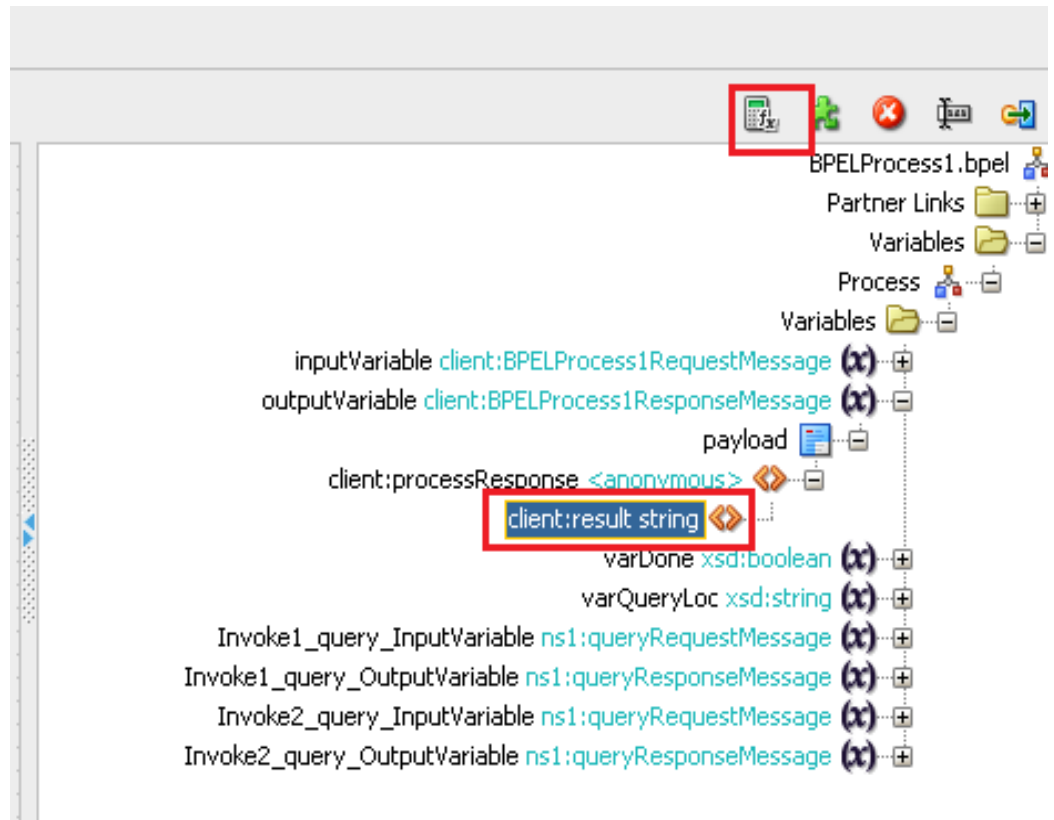 BPELProcess1.bpel
Partner Links
Variables
Process
Variables
inputVariable client:BPELProcess1RequestMessage (x)
outputVariable client:BPELProcess1ResponseMessage (x)
payload
client:processResponse <anonymous>
client:result string
varDone xsd:boolean (x)
varQueryLoc xsd:string (x)
Invoke1_query_InputVariable ns1:queryRequestMessage (x)
Invoke1_query_OutputVariable ns1:queryResponseMessage (x)
Invoke2_query_InputVariable ns1:queryRequestMessage (x)
Invoke2_query_OutputVariable ns1:queryResponseMessage (x)